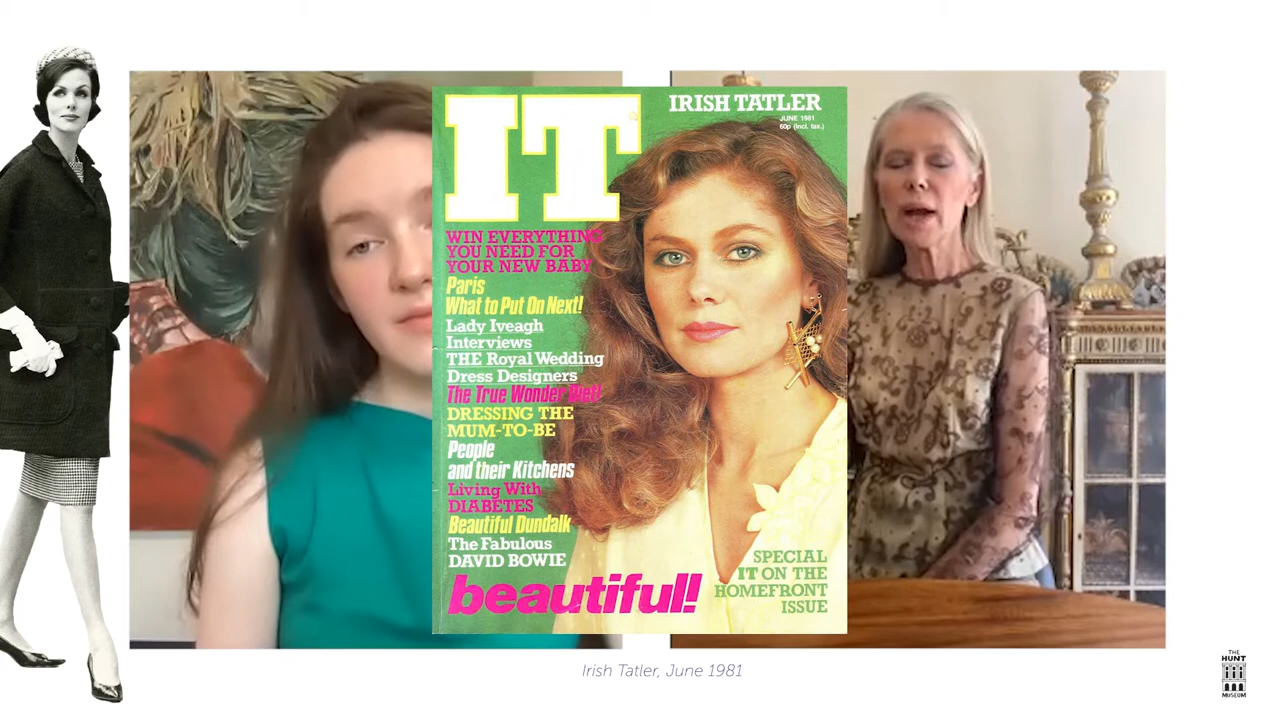 IT
IRISH TATLER
JUNE 1981
60p (incl. tax.)
WIN EVERYTHING
YOU NEED FOR
YOUR NEW BABY
Paris
What to Put On Next!
Lady Iveagh
Interviews
THE Royal Wedding
Dress Designers
The True Wonder Diet!
DRESSING THE
MUM-TO-BE
People
and their Kitchens
Living With
DIABETES
Beautiful Dundalk
The Fabulous
DAVID BOWIE
beautiful!
SPECIAL
IT ON THE
HOMEFRONT
ISSUE
Irish Tatler, June 1981
THE
HUNT
MUSEUM